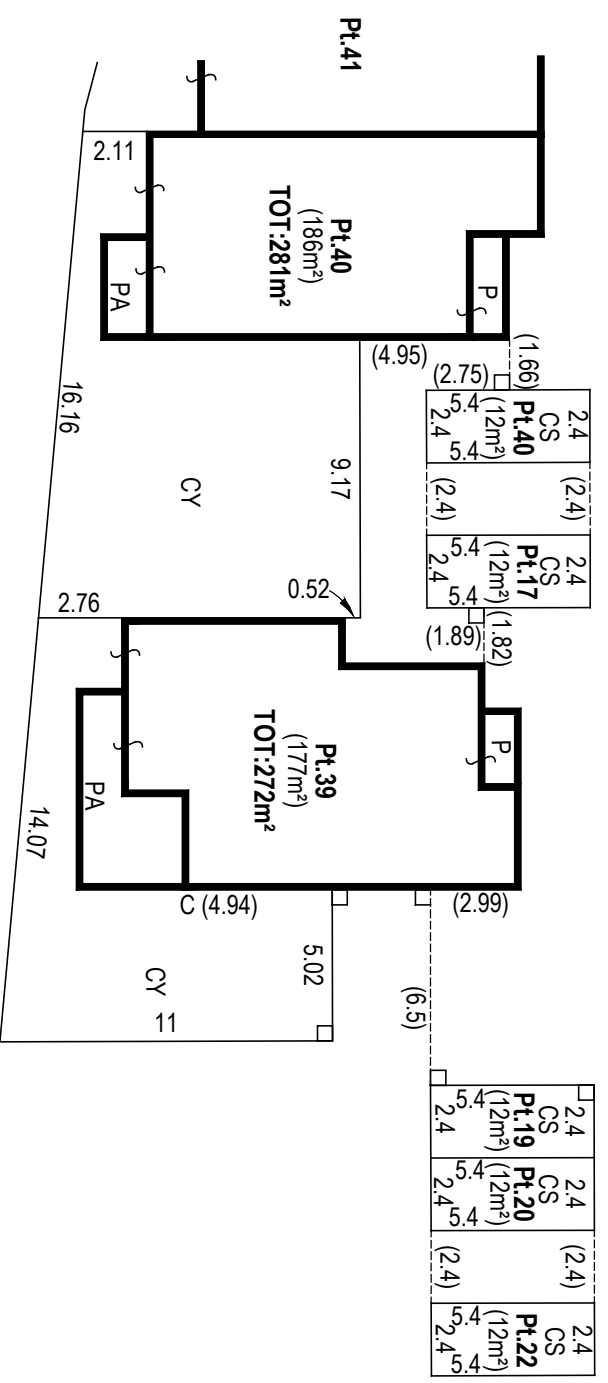 Pt.41
2.11
Pt.40
(186m²)
TOT:281m²
P
PA
(4.95)
(1.66)
(2.75)
2.4
CS
Pt.40
(12m²)
5.4
5.4
2.4
(2.4)
(2.4)
2.4
CS
Pt.17
(12m²)
5.4
5.4
2.4
(1.82)
(1.89)
16.16
CY
9.17
0.52
2.76
Pt.39
(177m²)
TOT:272m²
P
PA
14.07
C (4.94)
(2.99)
5.02
CY
11
(6.5)
2.4
CS
Pt.19
(12m²)
5.4
2.4
2.4
CS
Pt.20
(12m²)
5.4
5.4
2.4
(2.4)
(2.4)
2.4
CS
Pt.22
(12m²)
5.4
5.4
2.4